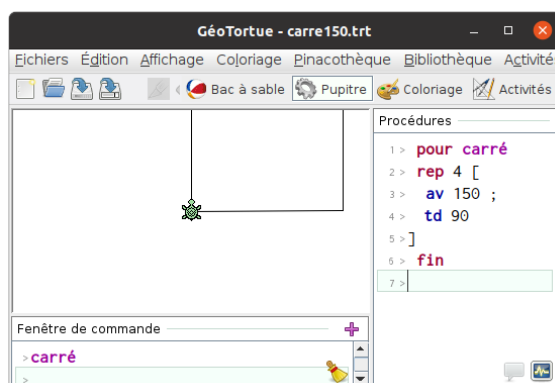 GéoTortue - carre150.trt
Fichiers Édition Affichage Coloriage Pinacothèque Bibliothèque Activité
Bac à sable Pupitre Coloriage Activités
Procédures
1 > pour carré
2 > rep 4 [
3 > av 150 ;
4 > td 90
5 > ]
6 > fin
7 >
Fenêtre de commande
> carré
>